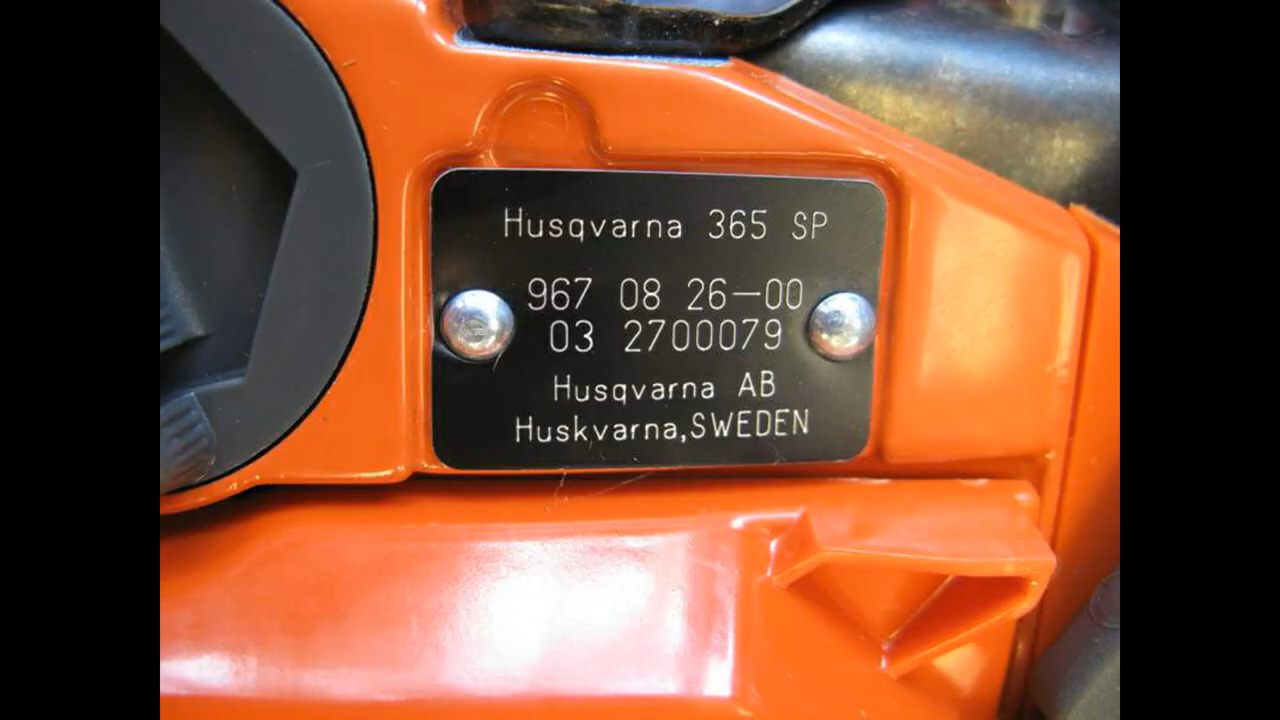 Husqvarna 365 SP
967 08 26-00
03 2700079
Husqvarna AB
Huskvarna,SWEDEN